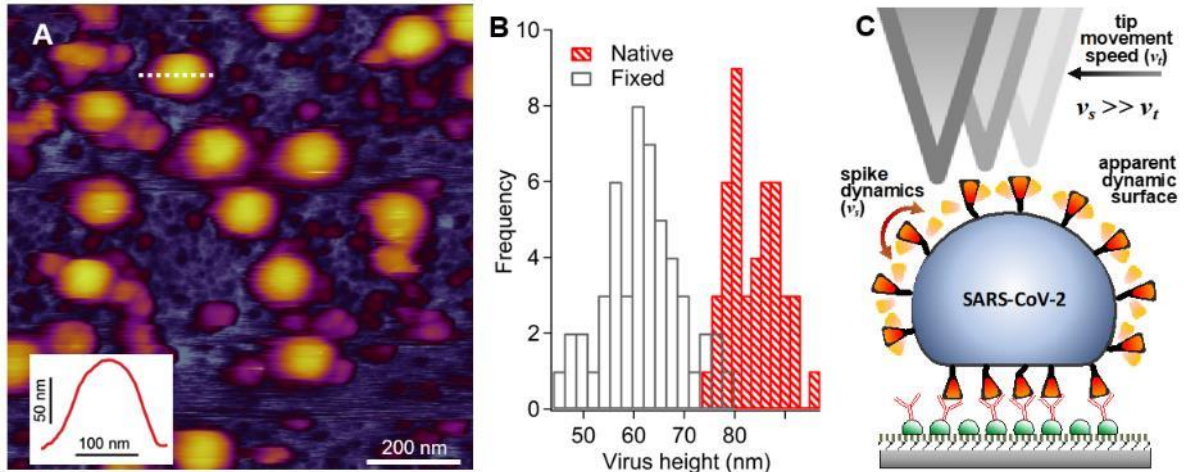 A
50 nm
100 nm
200 nm
B
Native
Fixed
Frequency
10
8
6
4
2
0
50 60 70 80
Virus height (nm)
C
tip
movement
speed (vt)
vs >> vt
spike
dynamics
(vs)
apparent
dynamic
surface
SARS-CoV-2